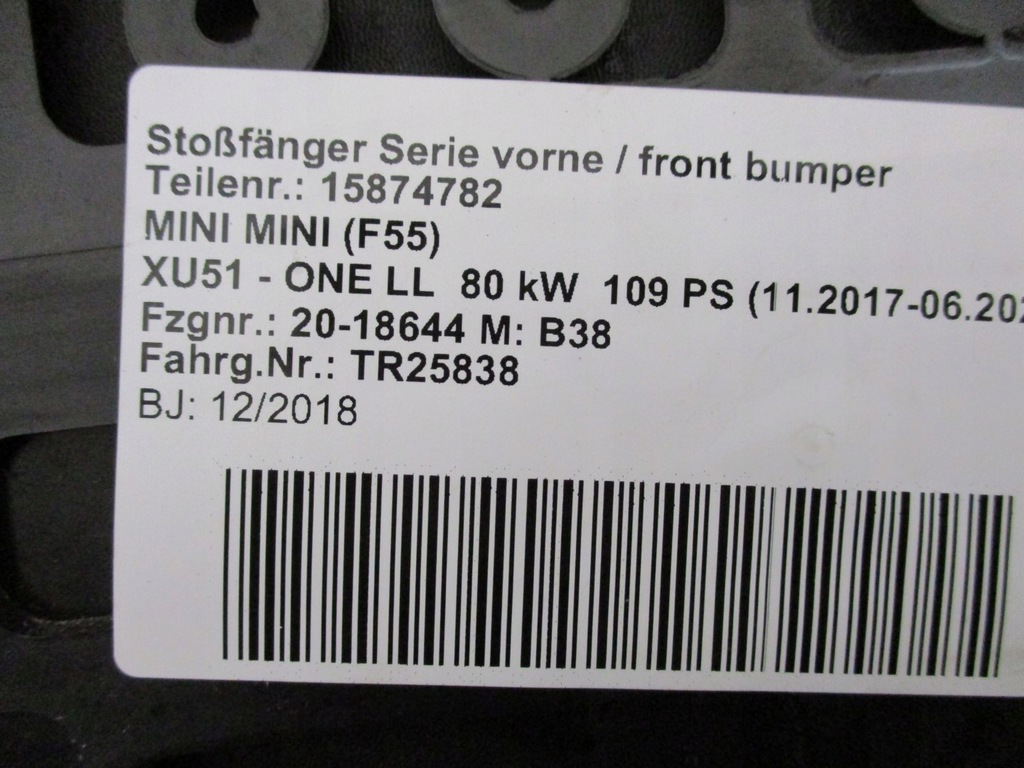 Stoßfänger Serie vorne / front bumper
Teilenr.: 15874782
MINI MINI (F55)
XU51 - ONE LL 80 kW 109 PS (11.2017-06.202
Fzgnr.: 20-18644 M: B38
Fahrg.Nr.: TR25838
BJ: 12/2018